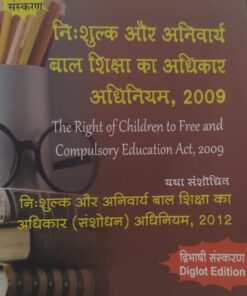 संस्करण
नि:शुल्क और अनिवार्य
बाल शिक्षा का अधिकार
अधिनियम, 2009
The Right of Children to Free and
Compulsory Education Act, 2009
यथा संशोधित
नि:शुल्क और अनिवार्य बाल शिक्षा का
अधिकार (संशोधन) अधिनियम, 2012
द्विभाषी संस्करण
Diglot Edition